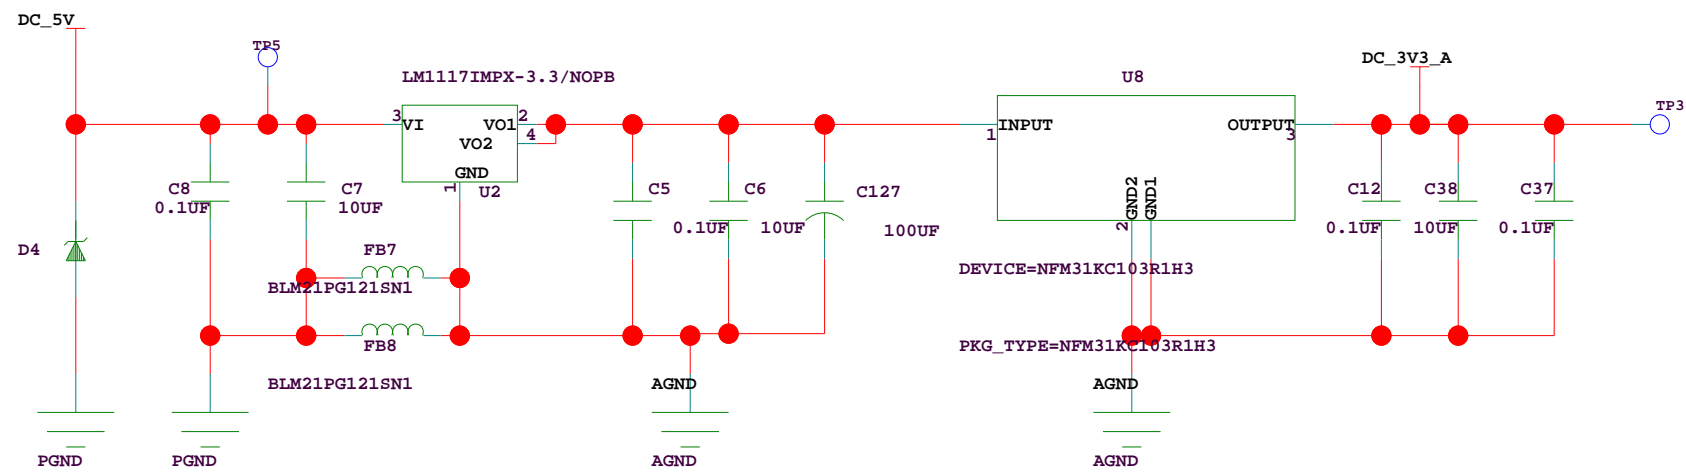 DC_5V
TP5
LM1117IMPX-3.3/NOPB
U8
DC_3V3_A
TP3
3
VI
VO1
2
VO2
4
GND
1
U2
1
INPUT
OUTPUT
3
GND2
GND1
2
C8
0.1UF
C7
10UF
C5
0.1UF
C6
10UF
C127
100UF
C12
0.1UF
C38
10UF
C37
0.1UF
D4
FB7
BLM21PG121SN1
FB8
BLM21PG121SN1
DEVICE=NFM31KC103R1H3
PKG_TYPE=NFM31KC103R1H3
AGND
AGND
PGND
PGND
AGND
AGND